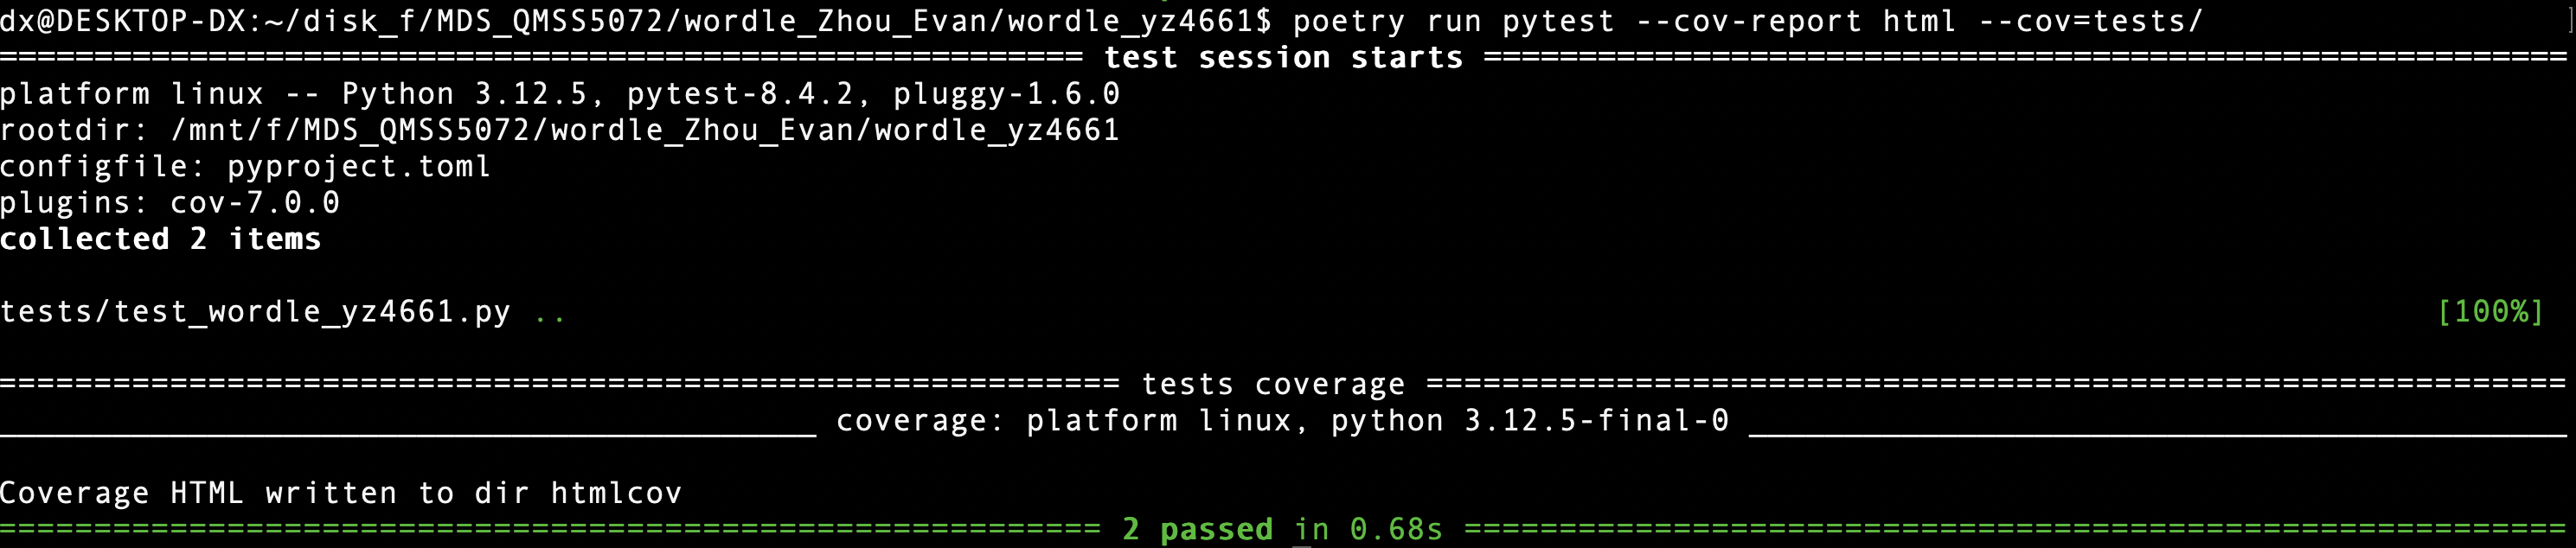 dx@DESKTOP-DX:~/disk_f/MDS_QMSS5072/wordle_Zhou_Evan/wordle_yz4661$ poetry run pytest --cov-report html --cov=tests/
========================================================= test session starts =========================================================
platform linux -- Python 3.12.5, pytest-8.4.2, pluggy-1.6.0
rootdir: /mnt/f/MDS_QMSS5072/wordle_Zhou_Evan/wordle_yz4661
configfile: pyproject.toml
plugins: cov-7.0.0
collected 2 items
tests/test_wordle_yz4661.py .. [100%]
=========================================================== tests coverage ============================================================
___________________________________________ coverage: platform linux, python 3.12.5-final-0 ___________________________________________
Coverage HTML written to dir htmlcov
========================================================== 2 passed in 0.68s ==========================================================